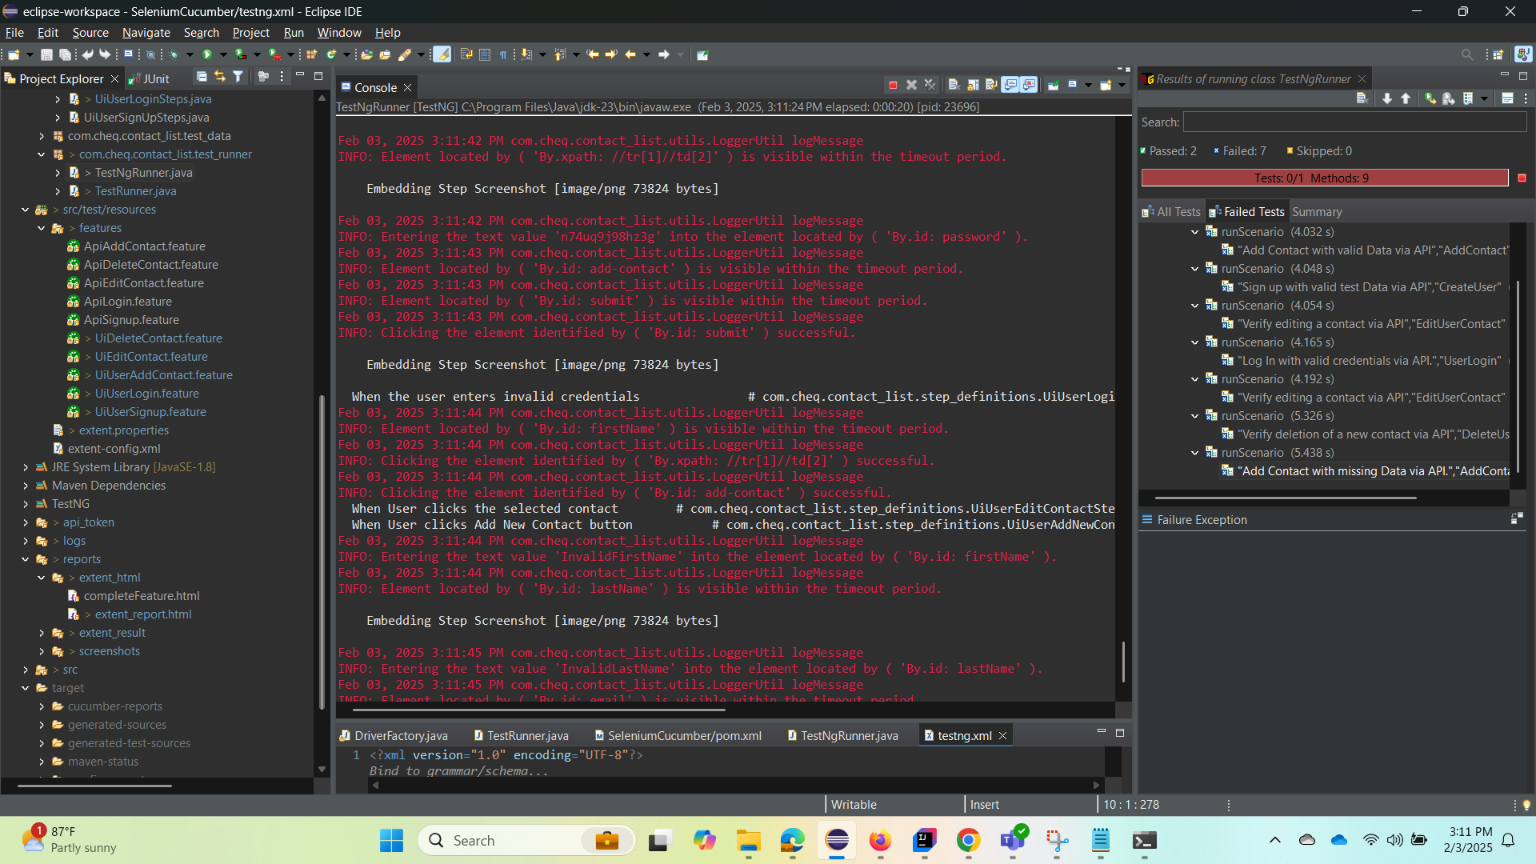 eclipse-workspace - SeleniumCucumber/testng.xml - Eclipse IDE
File Edit Source Navigate Search Project Run Window Help
Project Explorer
JUnit
> UiUserLoginSteps.java
UiUserSignUpSteps.java
com.cheq.contact_list.test_data
> com.cheq.contact_list.test_runner
> TestNgRunner.java
> TestRunner.java
> src/test/resources
> features
ApiAddContact.feature
ApiDeleteContact.feature
ApiEditContact.feature
ApiLogin.feature
ApiSignup.feature
> UiDeleteContact.feature
> UiEditContact.feature
> UiUserAddContact.feature
> UiUserLogin.feature
> UiUserSignup.feature
> extent.properties
extent-config.xml
JRE System Library [JavaSE-1.8]
Maven Dependencies
TestNG
> api_token
> logs
> reports
> extent_html
completeFeature.html
> extent_report.html
> extent_result
> screenshots
> src
target
cucumber-reports
generated-sources
generated-test-sources
maven-status
Console
TestNgRunner [TestNG] C:\Program Files\Java\jdk-23\bin\javaw.exe (Feb 3, 2025, 3:11:24 PM elapsed: 0:00:20) [pid: 23696]
Feb 03, 2025 3:11:42 PM com.cheq.contact_list.utils.LoggerUtil logMessage
INFO: Element located by ( 'By.xpath: //tr[1]//td[2]' ) is visible within the timeout period.
Embedding Step Screenshot [image/png 73824 bytes]
Feb 03, 2025 3:11:42 PM com.cheq.contact_list.utils.LoggerUtil logMessage
INFO: Entering the text value 'n74uq9j98hz3g' into the element located by ( 'By.id: password' ).
Feb 03, 2025 3:11:43 PM com.cheq.contact_list.utils.LoggerUtil logMessage
INFO: Element located by ( 'By.id: add-contact' ) is visible within the timeout period.
Feb 03, 2025 3:11:43 PM com.cheq.contact_list.utils.LoggerUtil logMessage
INFO: Element located by ( 'By.id: submit' ) is visible within the timeout period.
Feb 03, 2025 3:11:43 PM com.cheq.contact_list.utils.LoggerUtil logMessage
INFO: Clicking the element identified by ( 'By.id: submit' ) successful.
Embedding Step Screenshot [image/png 73824 bytes]
When the user enters invalid credentials # com.cheq.contact_list.step_definitions.UiUserLogi
Feb 03, 2025 3:11:44 PM com.cheq.contact_list.utils.LoggerUtil logMessage
INFO: Element located by ( 'By.id: firstName' ) is visible within the timeout period.
Feb 03, 2025 3:11:44 PM com.cheq.contact_list.utils.LoggerUtil logMessage
INFO: Clicking the element identified by ( 'By.xpath: //tr[1]//td[2]' ) successful.
Feb 03, 2025 3:11:44 PM com.cheq.contact_list.utils.LoggerUtil logMessage
INFO: Clicking the element identified by ( 'By.id: add-contact' ) successful.
When User clicks the selected contact # com.cheq.contact_list.step_definitions.UiUserEditContactSte
When User clicks Add New Contact button # com.cheq.contact_list.step_definitions.UiUserAddNewCon
Feb 03, 2025 3:11:44 PM com.cheq.contact_list.utils.LoggerUtil logMessage
INFO: Entering the text value 'InvalidFirstName' into the element located by ( 'By.id: firstName' ).
Feb 03, 2025 3:11:44 PM com.cheq.contact_list.utils.LoggerUtil logMessage
INFO: Element located by ( 'By.id: lastName' ) is visible within the timeout period.
Embedding Step Screenshot [image/png 73824 bytes]
Feb 03, 2025 3:11:45 PM com.cheq.contact_list.utils.LoggerUtil logMessage
INFO: Entering the text value 'InvalidLastName' into the element located by ( 'By.id: lastName' ).
Feb 03, 2025 3:11:45 PM com.cheq.contact_list.utils.LoggerUtil logMessage
INFO: Element located by ( 'By.id: email' ) is visible within the timeout period.
DriverFactory.java TestRunner.java SeleniumCucumber/pom.xml TestNgRunner.java testng.xml
1 <?xml version="1.0" encoding="UTF-8"?>
Bind to grammar/schema...
Results of running class TestNgRunner
Search:
Passed: 2 Failed: 7 Skipped: 0
Tests: 0/1 Methods: 9
All Tests Failed Tests Summary
runScenario (4.032 s)
"Add Contact with valid Data via API","AddContact"
runScenario (4.048 s)
"Sign up with valid test Data via API","CreateUser"
runScenario (4.054 s)
"Verify editing a contact via API","EditUserContact"
runScenario (4.165 s)
"Log In with valid credentials via API.","UserLogin"
runScenario (4.192 s)
"Verify editing a contact via API","EditUserContact"
runScenario (5.326 s)
"Verify deletion of a new contact via API","DeleteUs
runScenario (5.438 s)
"Add Contact with missing Data via API.","AddConta
Failure Exception
Writable Insert 10 : 1 : 278
1
87°F
Partly sunny
Search
3:11 PM
2/3/2025